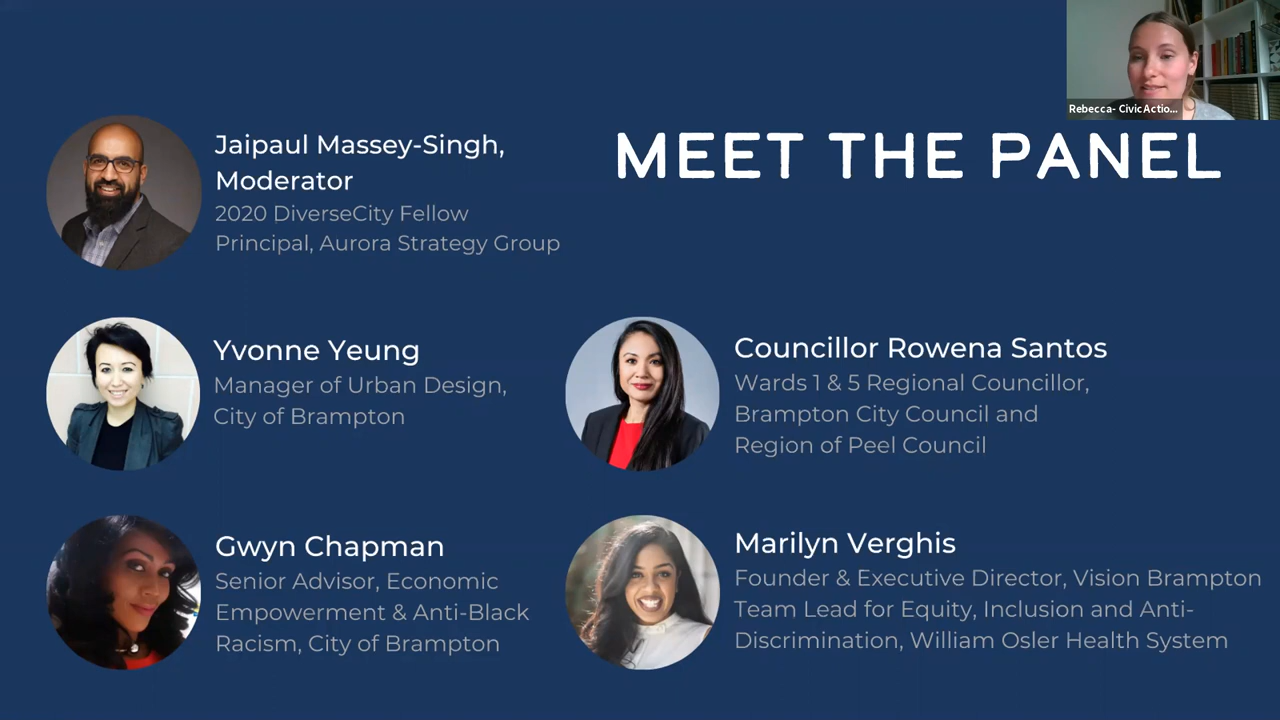 Rebecca- CivicActio...
MEET THE PANEL
Jaipaul Massey-Singh,
Moderator
2020 DiverseCity Fellow
Principal, Aurora Strategy Group
Yvonne Yeung
Manager of Urban Design,
City of Brampton
Councillor Rowena Santos
Wards 1 & 5 Regional Councillor,
Brampton City Council and
Region of Peel Council
Gwyn Chapman
Senior Advisor, Economic
Empowerment & Anti-Black
Racism, City of Brampton
Marilyn Verghis
Founder & Executive Director, Vision Brampton
Team Lead for Equity, Inclusion and Anti-
Discrimination, William Osler Health System